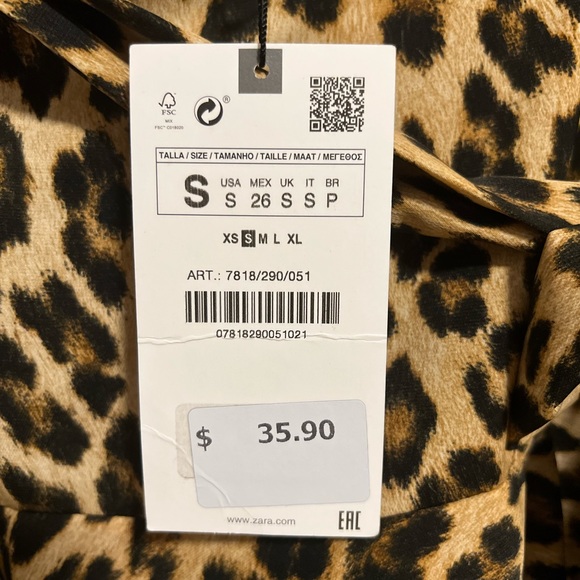 FSC
MIX
®
TALLA / SIZE / TAMANHO / TAILLE / MAAT / ΜΕΓΕΘΟΣ
S USA MEX UK IT BR
S 26 S S P
XS S M L XL
ART.: 7818/290/051
07818290051021
$ 35.90
www.zara.com
EAC